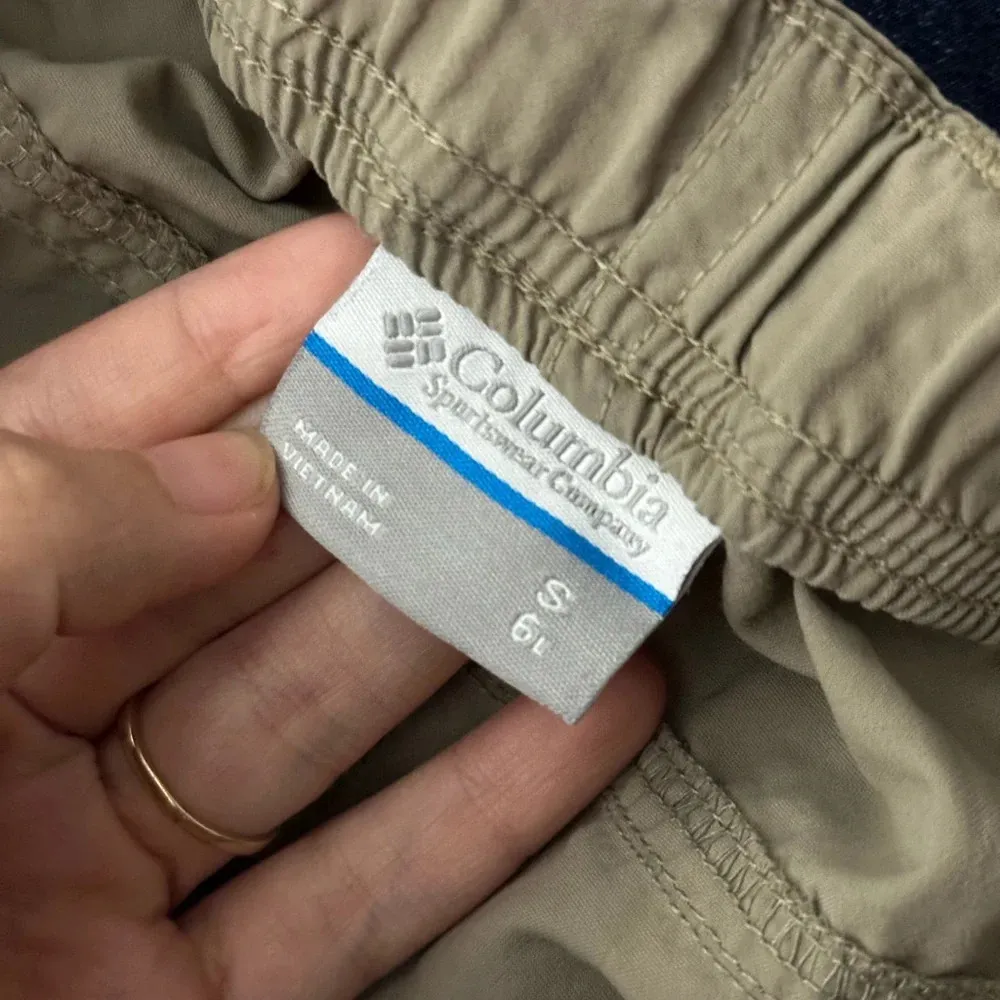 Columbia
Sportswear Company
MADE IN
VIETNAM
S
6L